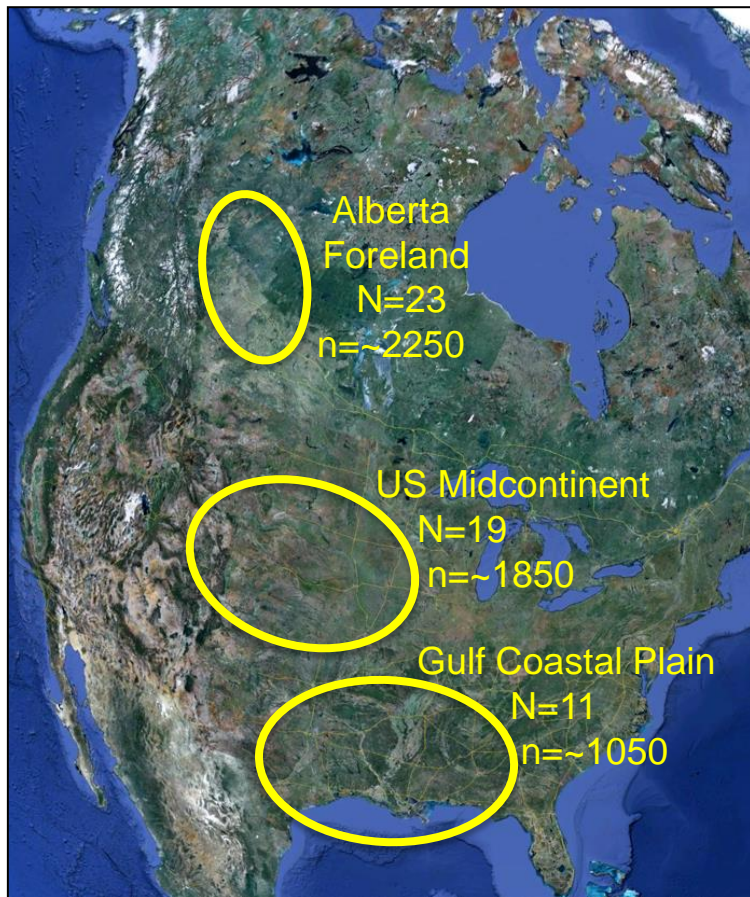 Alberta
Foreland
N=23
n=~2250
US Midcontinent
N=19
n=~1850
Gulf Coastal Plain
N=11
n=~1050